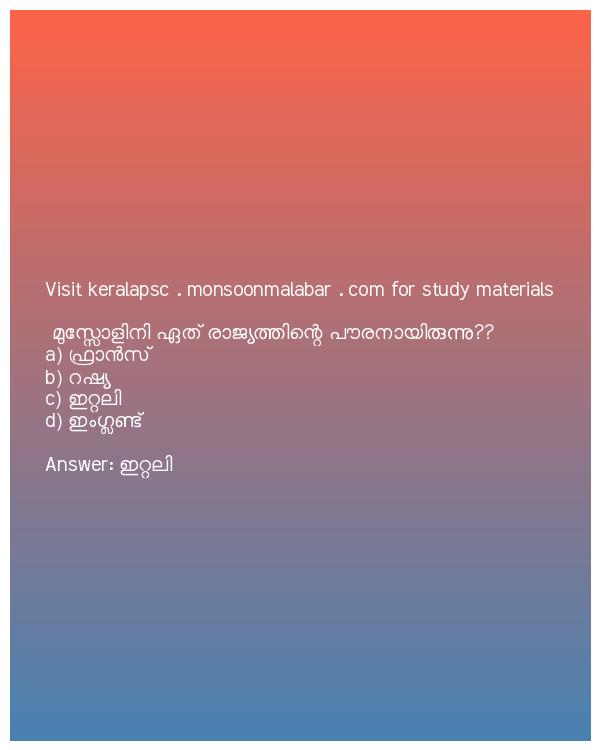 Visit keralapsc . monsoonmalabar . com for study materials
മുസ്സോളിനി ഏത് രാജ്യത്തിന്റെ പൗരനായിരുന്നു??
a) ഫ്രാൻസ്
b) റഷ്യ
c) ഇറ്റലി
d) ഇംഗ്ലണ്ട്
Answer: ഇറ്റലി